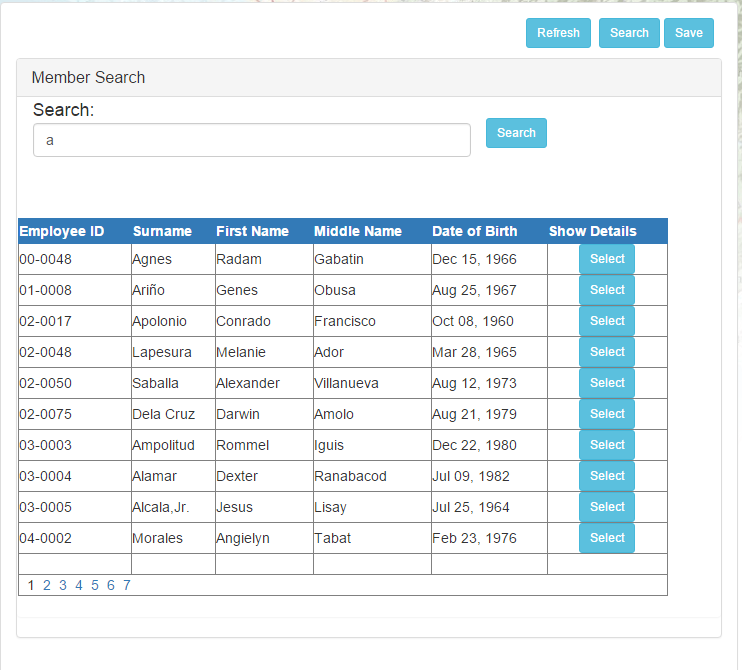 Refresh Search Save
Member Search
Search:
a Search
Employee ID Surname First Name Middle Name Date of Birth Show Details
00-0048 Agnes Radam Gabatin Dec 15, 1966 Select
01-0008 Ariño Genes Obusa Aug 25, 1967 Select
02-0017 Apolonio Conrado Francisco Oct 08, 1960 Select
02-0048 Lapesura Melanie Ador Mar 28, 1965 Select
02-0050 Saballa Alexander Villanueva Aug 12, 1973 Select
02-0075 Dela Cruz Darwin Amolo Aug 21, 1979 Select
03-0003 Ampolitud Rommel Iguis Dec 22, 1980 Select
03-0004 Alamar Dexter Ranabacod Jul 09, 1982 Select
03-0005 Alcala,Jr. Jesus Lisay Jul 25, 1964 Select
04-0002 Morales Angielyn Tabat Feb 23, 1976 Select
1 2 3 4 5 6 7